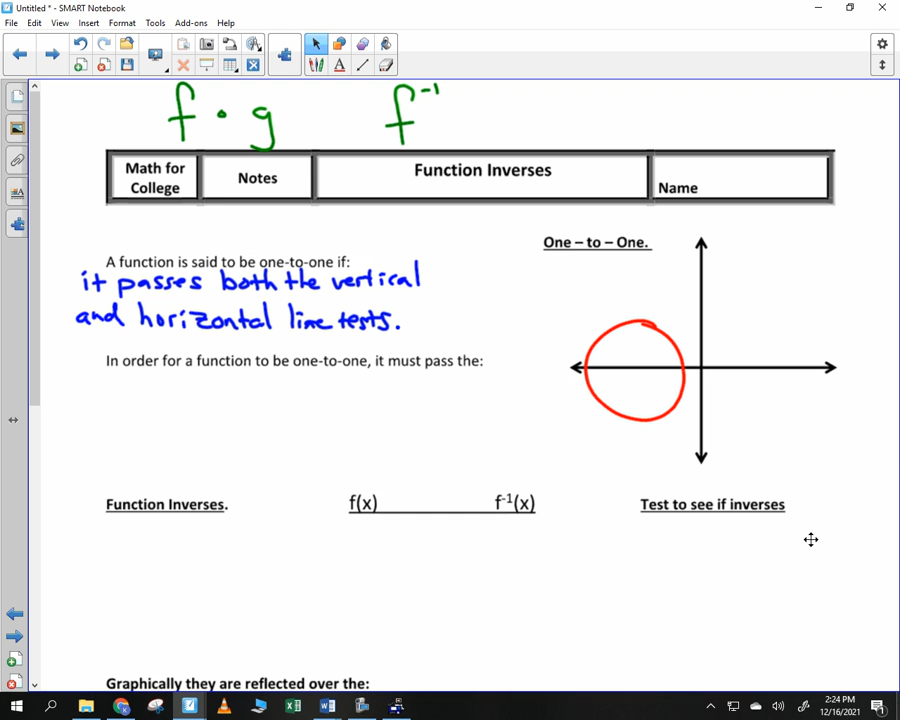 Untitled * - SMART Notebook
File Edit View Insert Format Tools Add-ons Help
f · g f⁻¹
Math for College Notes Function Inverses Name
One – to – One.
A function is said to be one-to-one if:
it passes both the vertical
and horizontal line tests.
In order for a function to be one-to-one, it must pass the:
Function Inverses. f(x) f⁻¹(x) Test to see if inverses
Graphically they are reflected over the:
2:24 PM
12/16/2021